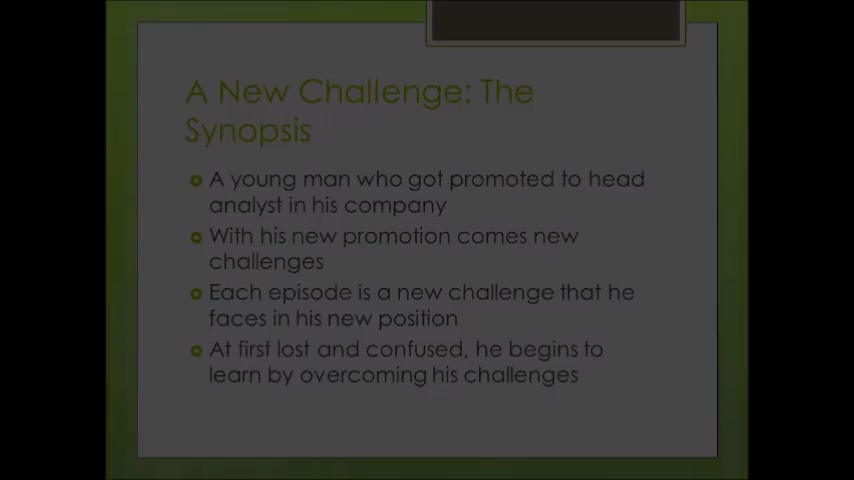 A New Challenge: The
Synopsis
A young man who got promoted to head
analyst in his company
With his new promotion comes new
challenges
Each episode is a new challenge that he
faces in his new position
At first lost and confused, he begins to
learn by overcoming his challenges